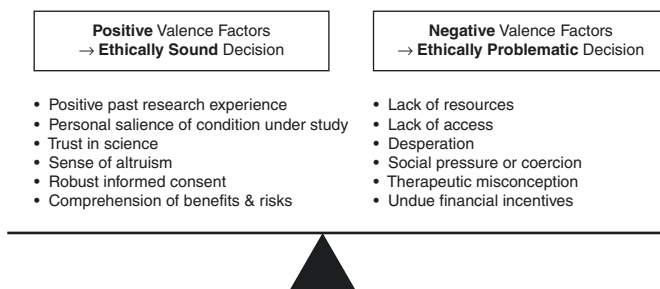 Positive Valence Factors
→ Ethically Sound Decision
• Positive past research experience
• Personal salience of condition under study
• Trust in science
• Sense of altruism
• Robust informed consent
• Comprehension of benefits & risks
Negative Valence Factors
→ Ethically Problematic Decision
• Lack of resources
• Lack of access
• Desperation
• Social pressure or coercion
• Therapeutic misconception
• Undue financial incentives